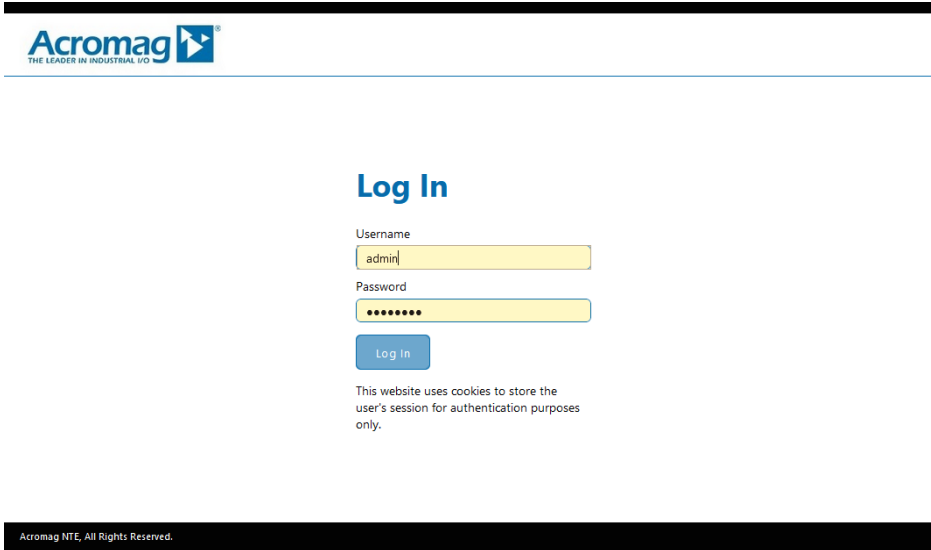 Acromag ®
THE LEADER IN INDUSTRIAL I/O
Log In
Username
admin
Password
••••••••
Log In
This website uses cookies to store the
user's session for authentication purposes
only.
Acromag NTE, All Rights Reserved.